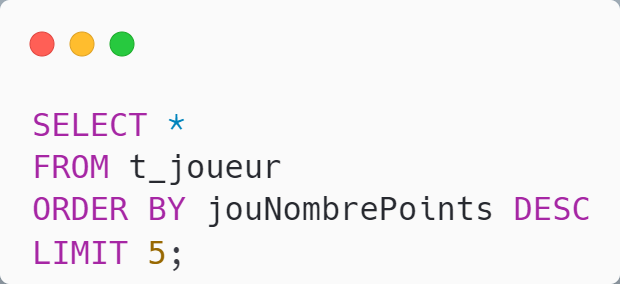 SELECT *
FROM t_joueur
ORDER BY jouNombrePoints DESC
LIMIT 5;